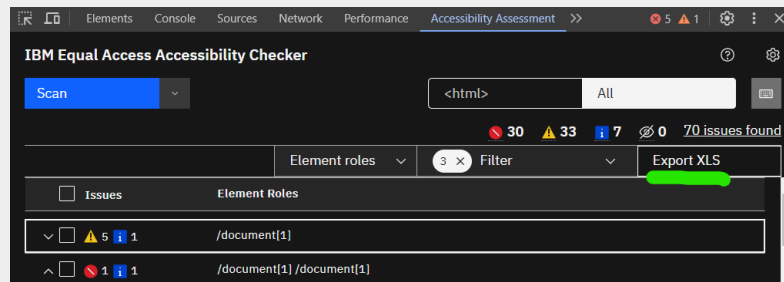 Elements Console Sources Network Performance Accessibility Assessment 5 1
IBM Equal Access Accessibility Checker
Scan <html> All
30 33 7 0 70 issues found
Element roles 3 Filter Export XLS
Issues Element Roles
5 1 /document[1]
1 1 /document[1] /document[1]